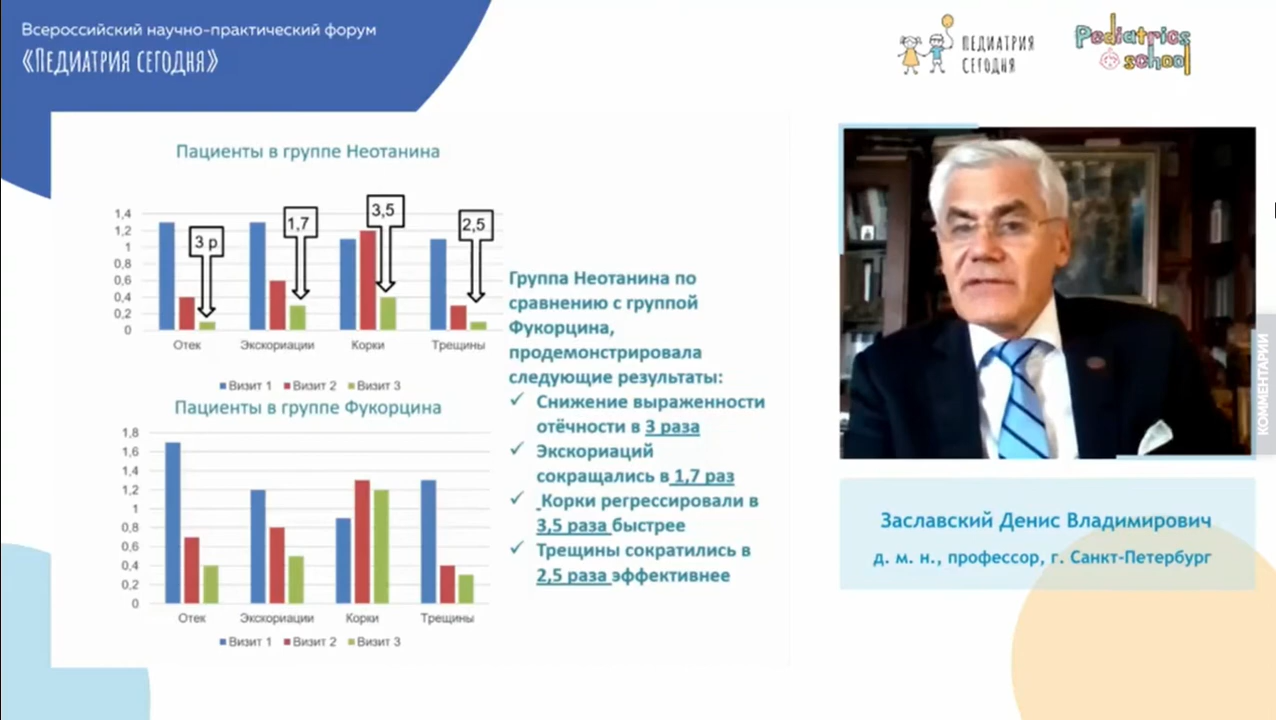 Всероссийский научно-практический форум
«Педиатрия сегодня»
ПЕДИАТРИЯ
СЕГОДНЯ
Pediatrics
school
Пациенты в группе Неотанина
1,4
1,2
1
0,8
0,6
0,4
0,2
0
3 р
1,7
3,5
2,5
Отек Экскориации Корки Трещины
Визит 1 Визит 2 Визит 3
Пациенты в группе Фукорцина
1,8
1,6
1,4
1,2
1
0,8
0,6
0,4
0,2
0
Отек Экскориации Корки Трещины
Визит 1 Визит 2 Визит 3
Группа Неотанина по
сравнению с группой
Фукорцина,
продемонстрировала
следующие результаты:
✓ Снижение выраженности
отёчности в 3 раза
✓ Экскориаций
сокращались в 1,7 раз
✓ Корки регрессировали в
3,5 раза быстрее
✓ Трещины сократились в
2,5 раза эффективнее
КОММЕНТАРИИ
Заславский Денис Владимирович
д. м. н., профессор, г. Санкт-Петербург